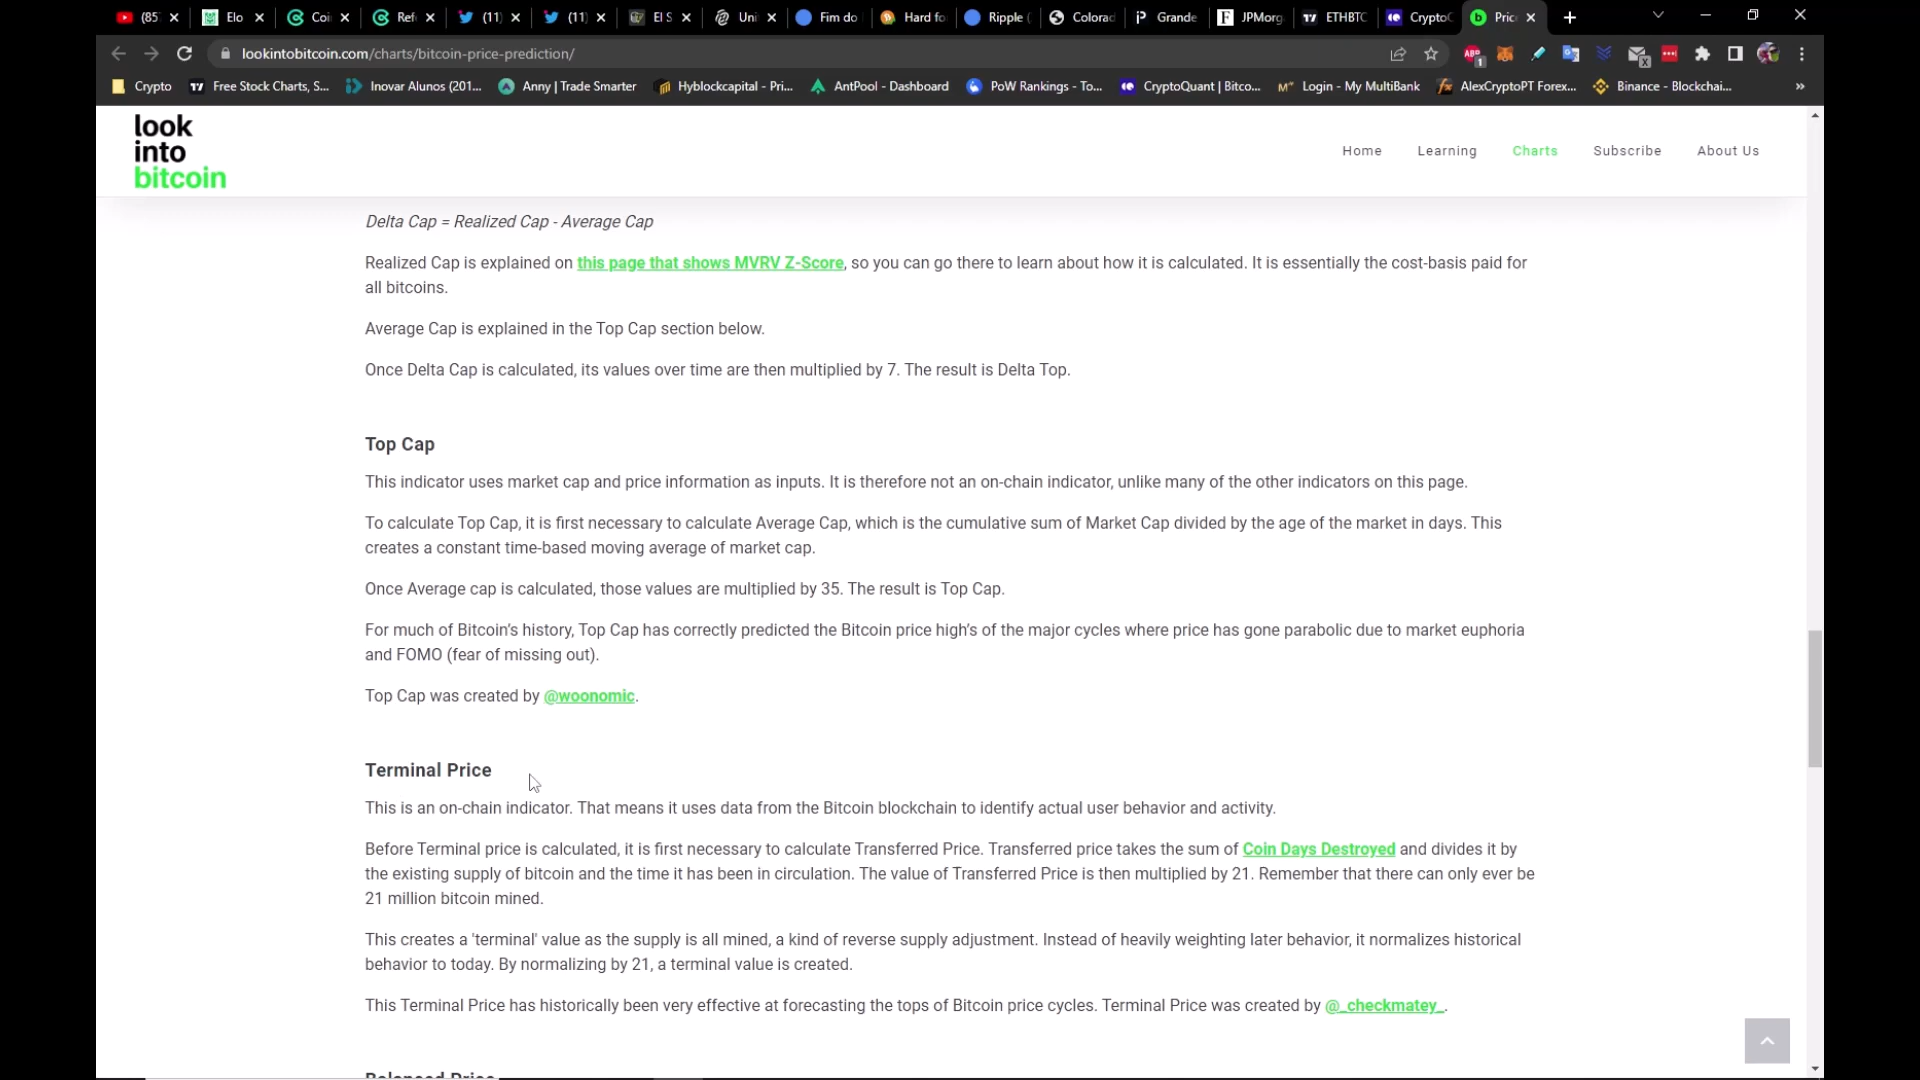 (85
Elo
Coi
Ref
(11)
(11)
El S
Uni
Fim do
Hard fo
Ripple (
Colorad
Grande
JPMorg
ETHBTC
CryptoQ
Pric
lookintobitcoin.com/charts/bitcoin-price-prediction/
ABP
1
x
Crypto
Free Stock Charts, S...
Inovar Alunos (201...
Anny | Trade Smarter
Hyblockcapital - Pri...
AntPool - Dashboard
PoW Rankings - To...
CryptoQuant | Bitco...
Login - My MultiBank
AlexCryptoPT Forex...
Binance - Blockchai...
»
look
into
bitcoin
Home
Learning
Charts
Subscribe
About Us
Delta Cap = Realized Cap - Average Cap
Realized Cap is explained on this page that shows MVRV Z-Score, so you can go there to learn about how it is calculated. It is essentially the cost-basis paid for
all bitcoins.
Average Cap is explained in the Top Cap section below.
Once Delta Cap is calculated, its values over time are then multiplied by 7. The result is Delta Top.
Top Cap
This indicator uses market cap and price information as inputs. It is therefore not an on-chain indicator, unlike many of the other indicators on this page.
To calculate Top Cap, it is first necessary to calculate Average Cap, which is the cumulative sum of Market Cap divided by the age of the market in days. This
creates a constant time-based moving average of market cap.
Once Average cap is calculated, those values are multiplied by 35. The result is Top Cap.
For much of Bitcoin’s history, Top Cap has correctly predicted the Bitcoin price high’s of the major cycles where price has gone parabolic due to market euphoria
and FOMO (fear of missing out).
Top Cap was created by @woonomic.
Terminal Price
This is an on-chain indicator. That means it uses data from the Bitcoin blockchain to identify actual user behavior and activity.
Before Terminal price is calculated, it is first necessary to calculate Transferred Price. Transferred price takes the sum of Coin Days Destroyed and divides it by
the existing supply of bitcoin and the time it has been in circulation. The value of Transferred Price is then multiplied by 21. Remember that there can only ever be
21 million bitcoin mined.
This creates a 'terminal' value as the supply is all mined, a kind of reverse supply adjustment. Instead of heavily weighting later behavior, it normalizes historical
behavior to today. By normalizing by 21, a terminal value is created.
This Terminal Price has historically been very effective at forecasting the tops of Bitcoin price cycles. Terminal Price was created by @_checkmatey_.
Balanced Price